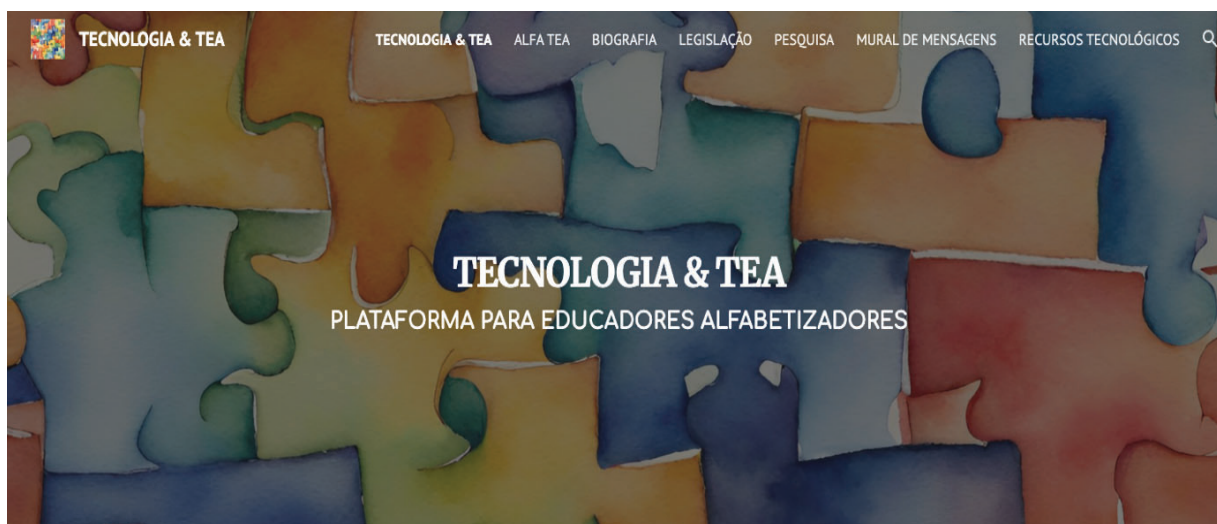 TECNOLOGIA & TEA
TECNOLOGIA & TEA ALFA TEA BIOGRAFIA LEGISLAÇÃO PESQUISA MURAL DE MENSAGENS RECURSOS TECNOLÓGICOS
TECNOLOGIA & TEA
PLATAFORMA PARA EDUCADORES ALFABETIZADORES